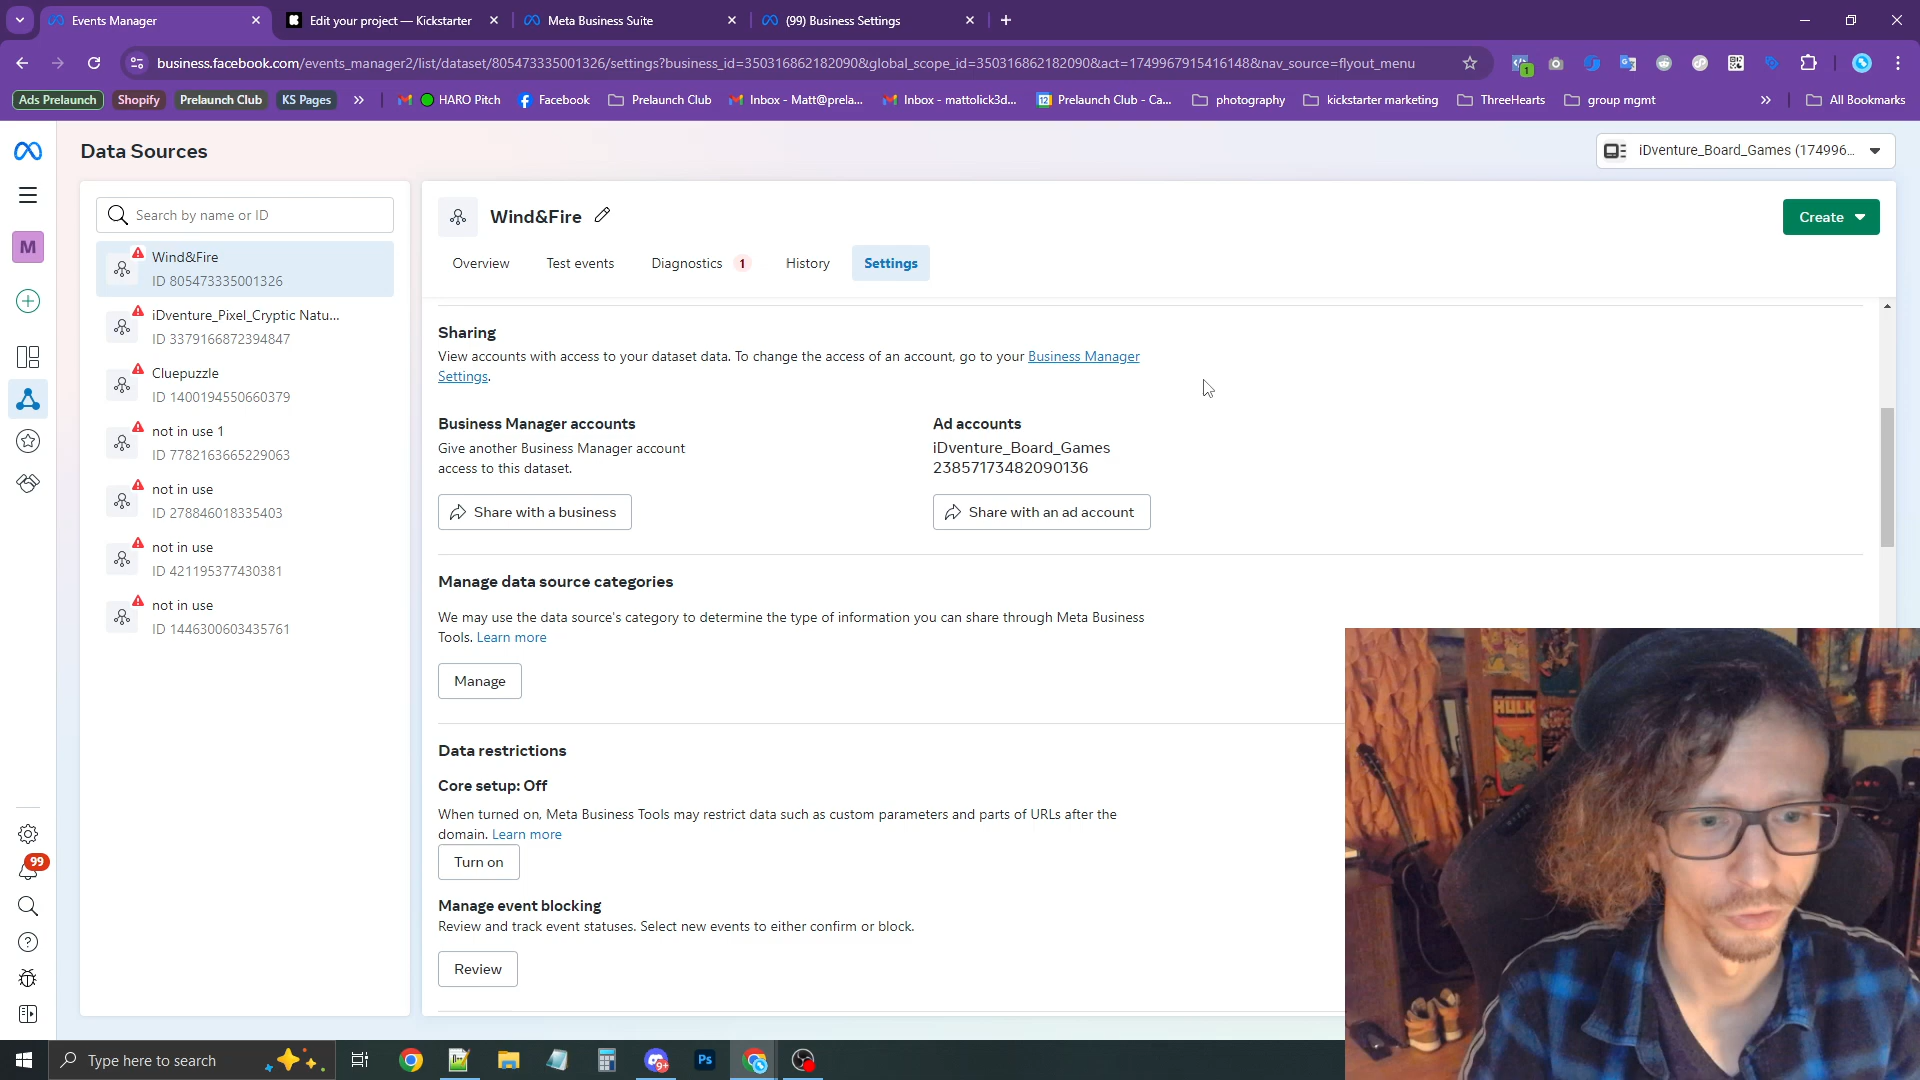 Events Manager
Edit your project — Kickstarter
Meta Business Suite
(99) Business Settings
business.facebook.com/events_manager2/list/dataset/805473335001326/settings?business_id=350316862182090&global_scope_id=350316862182090&act=1749967915416148&nav_source=flyout_menu
1
Ads Prelaunch
Shopify
Prelaunch Club
KS Pages
HARO Pitch
Facebook
Prelaunch Club
Inbox - Matt@prela...
Inbox - mattolick3d...
Prelaunch Club - Ca...
photography
kickstarter marketing
ThreeHearts
group mgmt
All Bookmarks
Data Sources
iDventure_Board_Games (174996...
M
Search by name or ID
Wind&Fire
ID 805473335001326
iDventure_Pixel_Cryptic Natu...
ID 3379166872394847
Cluepuzzle
ID 1400194550660379
not in use 1
ID 7782163665229063
not in use
ID 278846018335403
not in use
ID 421195377430381
not in use
ID 1446300603435761
99
Wind&Fire
Create
Overview
Test events
Diagnostics 1
History
Settings
Sharing
View accounts with access to your dataset data. To change the access of an account, go to your Business Manager
Settings.
Business Manager accounts
Give another Business Manager account
access to this dataset.
Share with a business
Ad accounts
iDventure_Board_Games
23857173482090136
Share with an ad account
Manage data source categories
We may use the data source's category to determine the type of information you can share through Meta Business
Tools. Learn more
Manage
Data restrictions
Core setup: Off
When turned on, Meta Business Tools may restrict data such as custom parameters and parts of URLs after the
domain. Learn more
Turn on
Manage event blocking
Review and track event statuses. Select new events to either confirm or block.
Review
HULK
Type here to search
9+
Ps